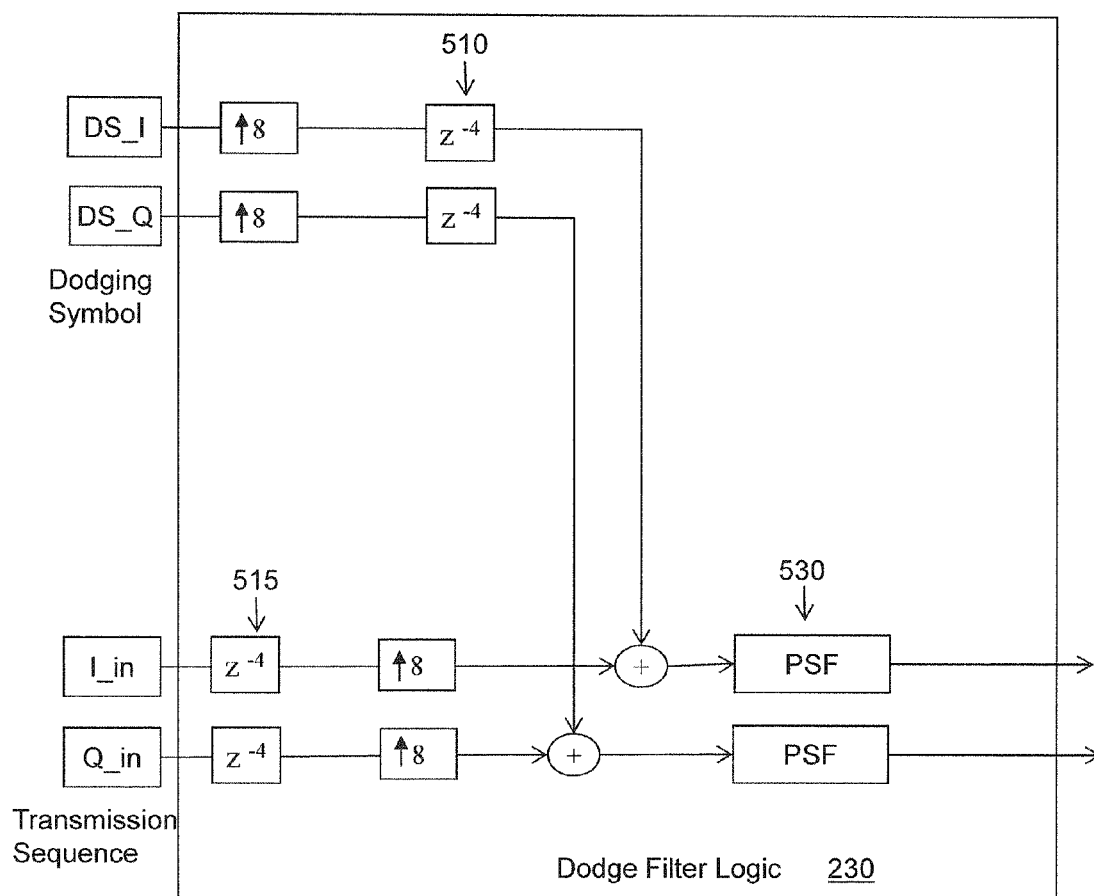 510
DS_I
↑8
z -4
DS_Q
↑8
z -4
Dodging
Symbol
515
530
I_in
z -4
↑8
+
PSF
Q_in
z -4
↑8
+
PSF
Transmission
Sequence
Dodge Filter Logic 230